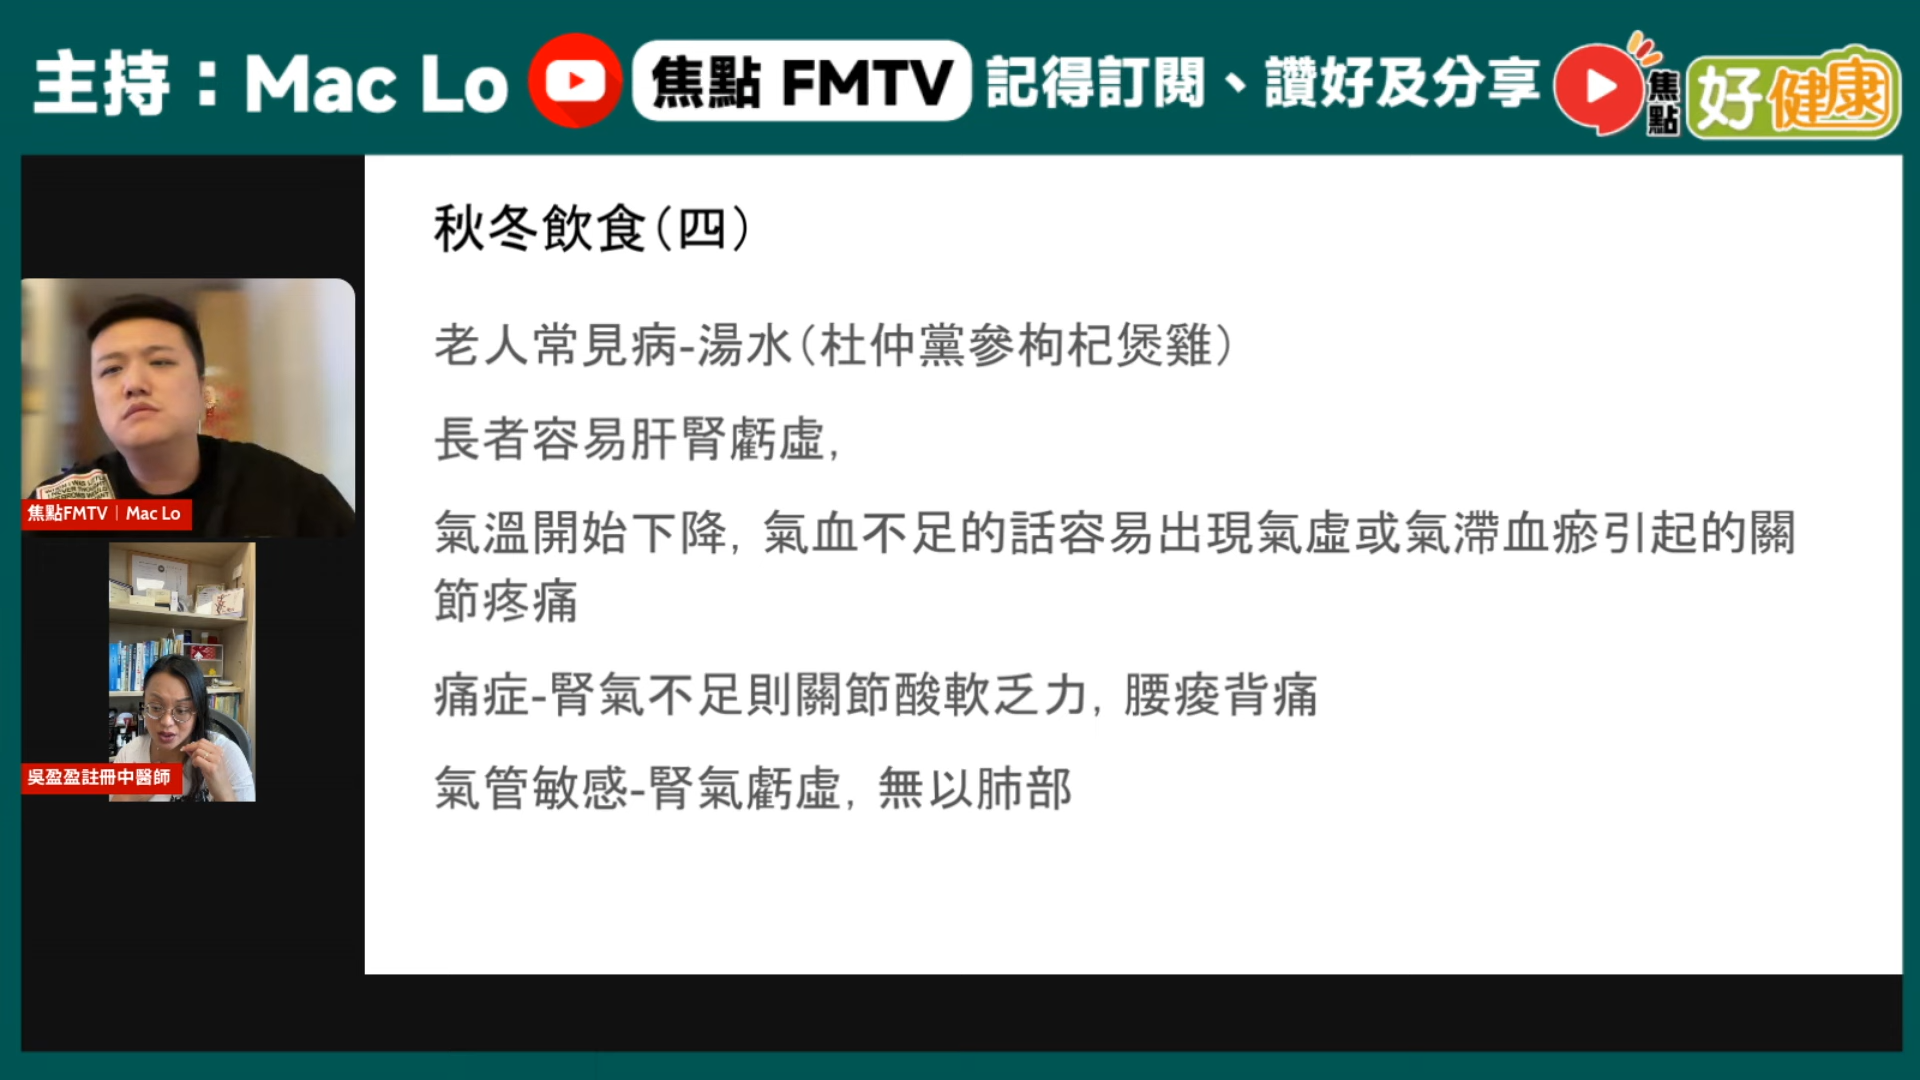 主持：Mac Lo 焦點 FMTV 記得訂閱、讚好及分享 焦點 好健康
秋冬飲食(四)
老人常見病-湯水(杜仲黨參枸杞煲雞)
長者容易肝腎虧虛,
氣溫開始下降, 氣血不足的話容易出現氣虛或氣滯血瘀引起的關
節疼痛
痛症-腎氣不足則關節酸軟乏力, 腰痠背痛
氣管敏感-腎氣虧虛, 無以肺部
焦點FMTV｜Mac Lo
吳盈盈註冊中醫師